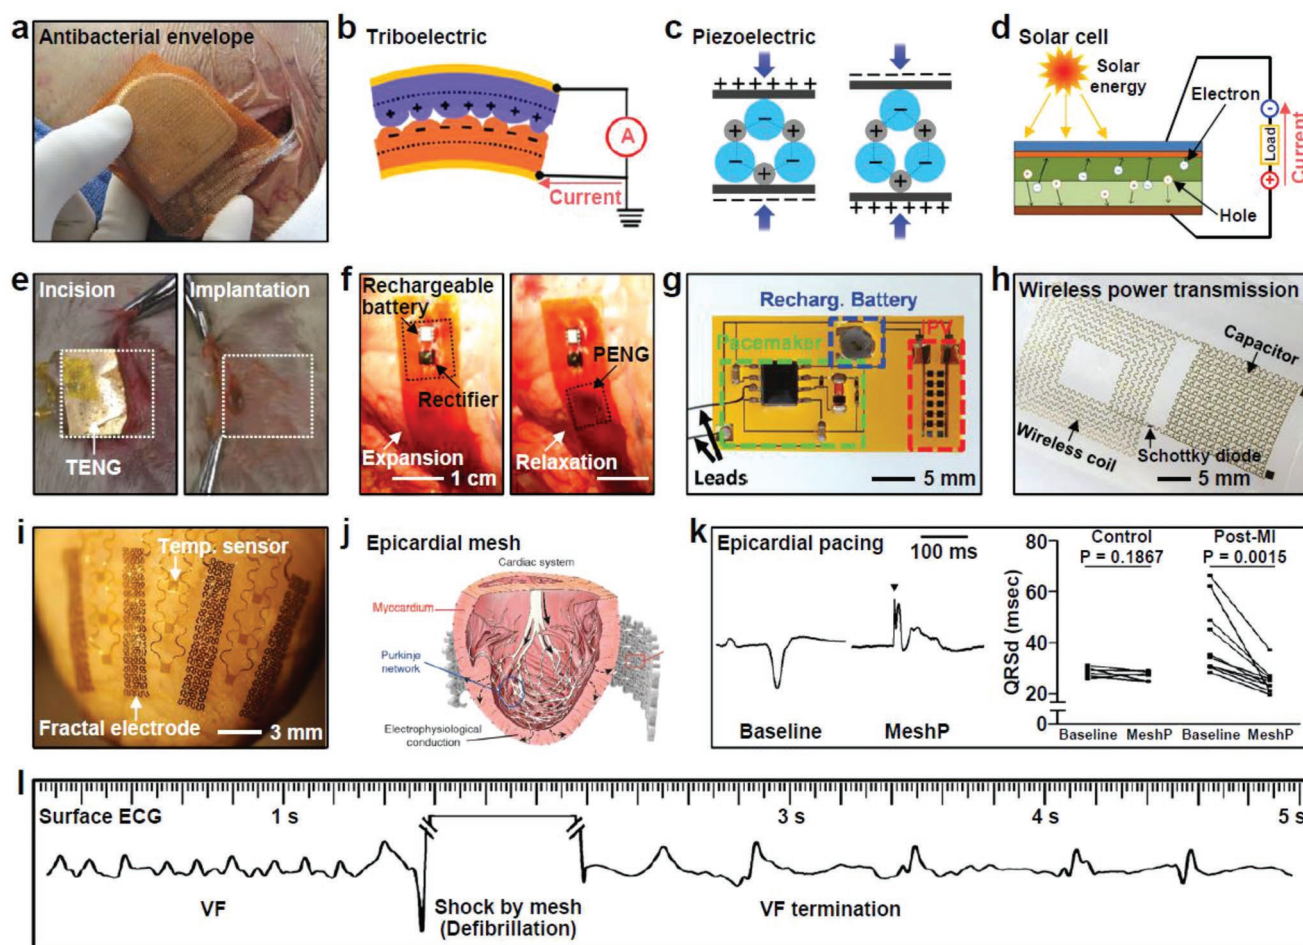 a Antibacterial envelope
b Triboelectric
+ + + +
- - - -
A
Current
c Piezoelectric
+ + + + + +
− − − − − −
− + + − − +
− − − − − −
− + + − − +
+ + + + + +
d Solar cell
Solar
energy
Electron
Load
Current
Hole
e Incision
TENG
Implantation
f Rechargeable
battery
Rectifier
Expansion
1 cm
PENG
Relaxation
g Recharg. Battery
IPV
Pacemaker
Leads
5 mm
h Wireless power transmission
Capacitor
Wireless coil
Schottky diode
5 mm
i
Temp. sensor
Fractal electrode
3 mm
j Epicardial mesh
Cardiac system
Myocardium
Purkinje
network
Electrophysiological
conduction
k Epicardial pacing
100 ms
Baseline
MeshP
QRSd (msec)
80
60
40
20
0
Control
P = 0.1867
Post-MI
P = 0.0015
Baseline MeshP Baseline MeshP
l
Surface ECG
1 s
3 s
4 s
5 s
VF
Shock by mesh
(Defibrillation)
VF termination